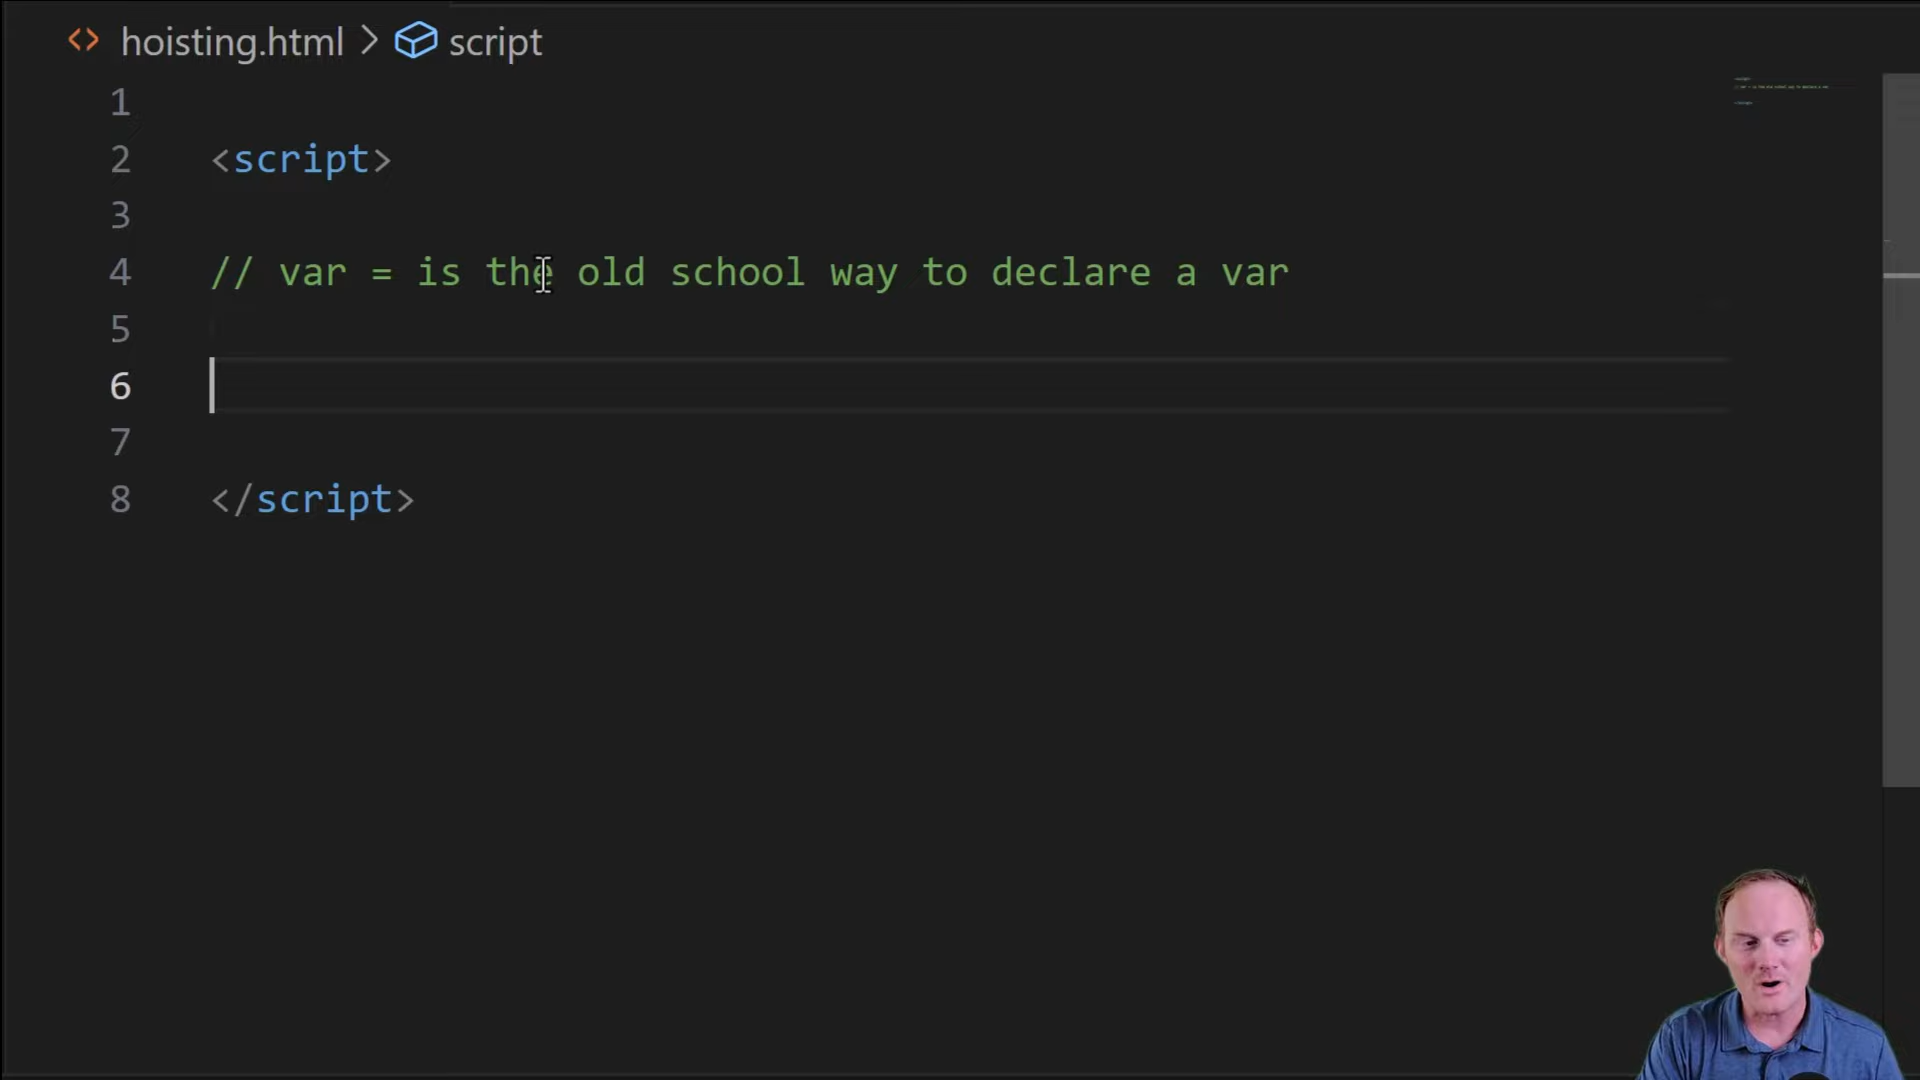 hoisting.html > script
1
2 <script>
3
4 // var = is the old school way to declare a var
5
6
7
8 </script>